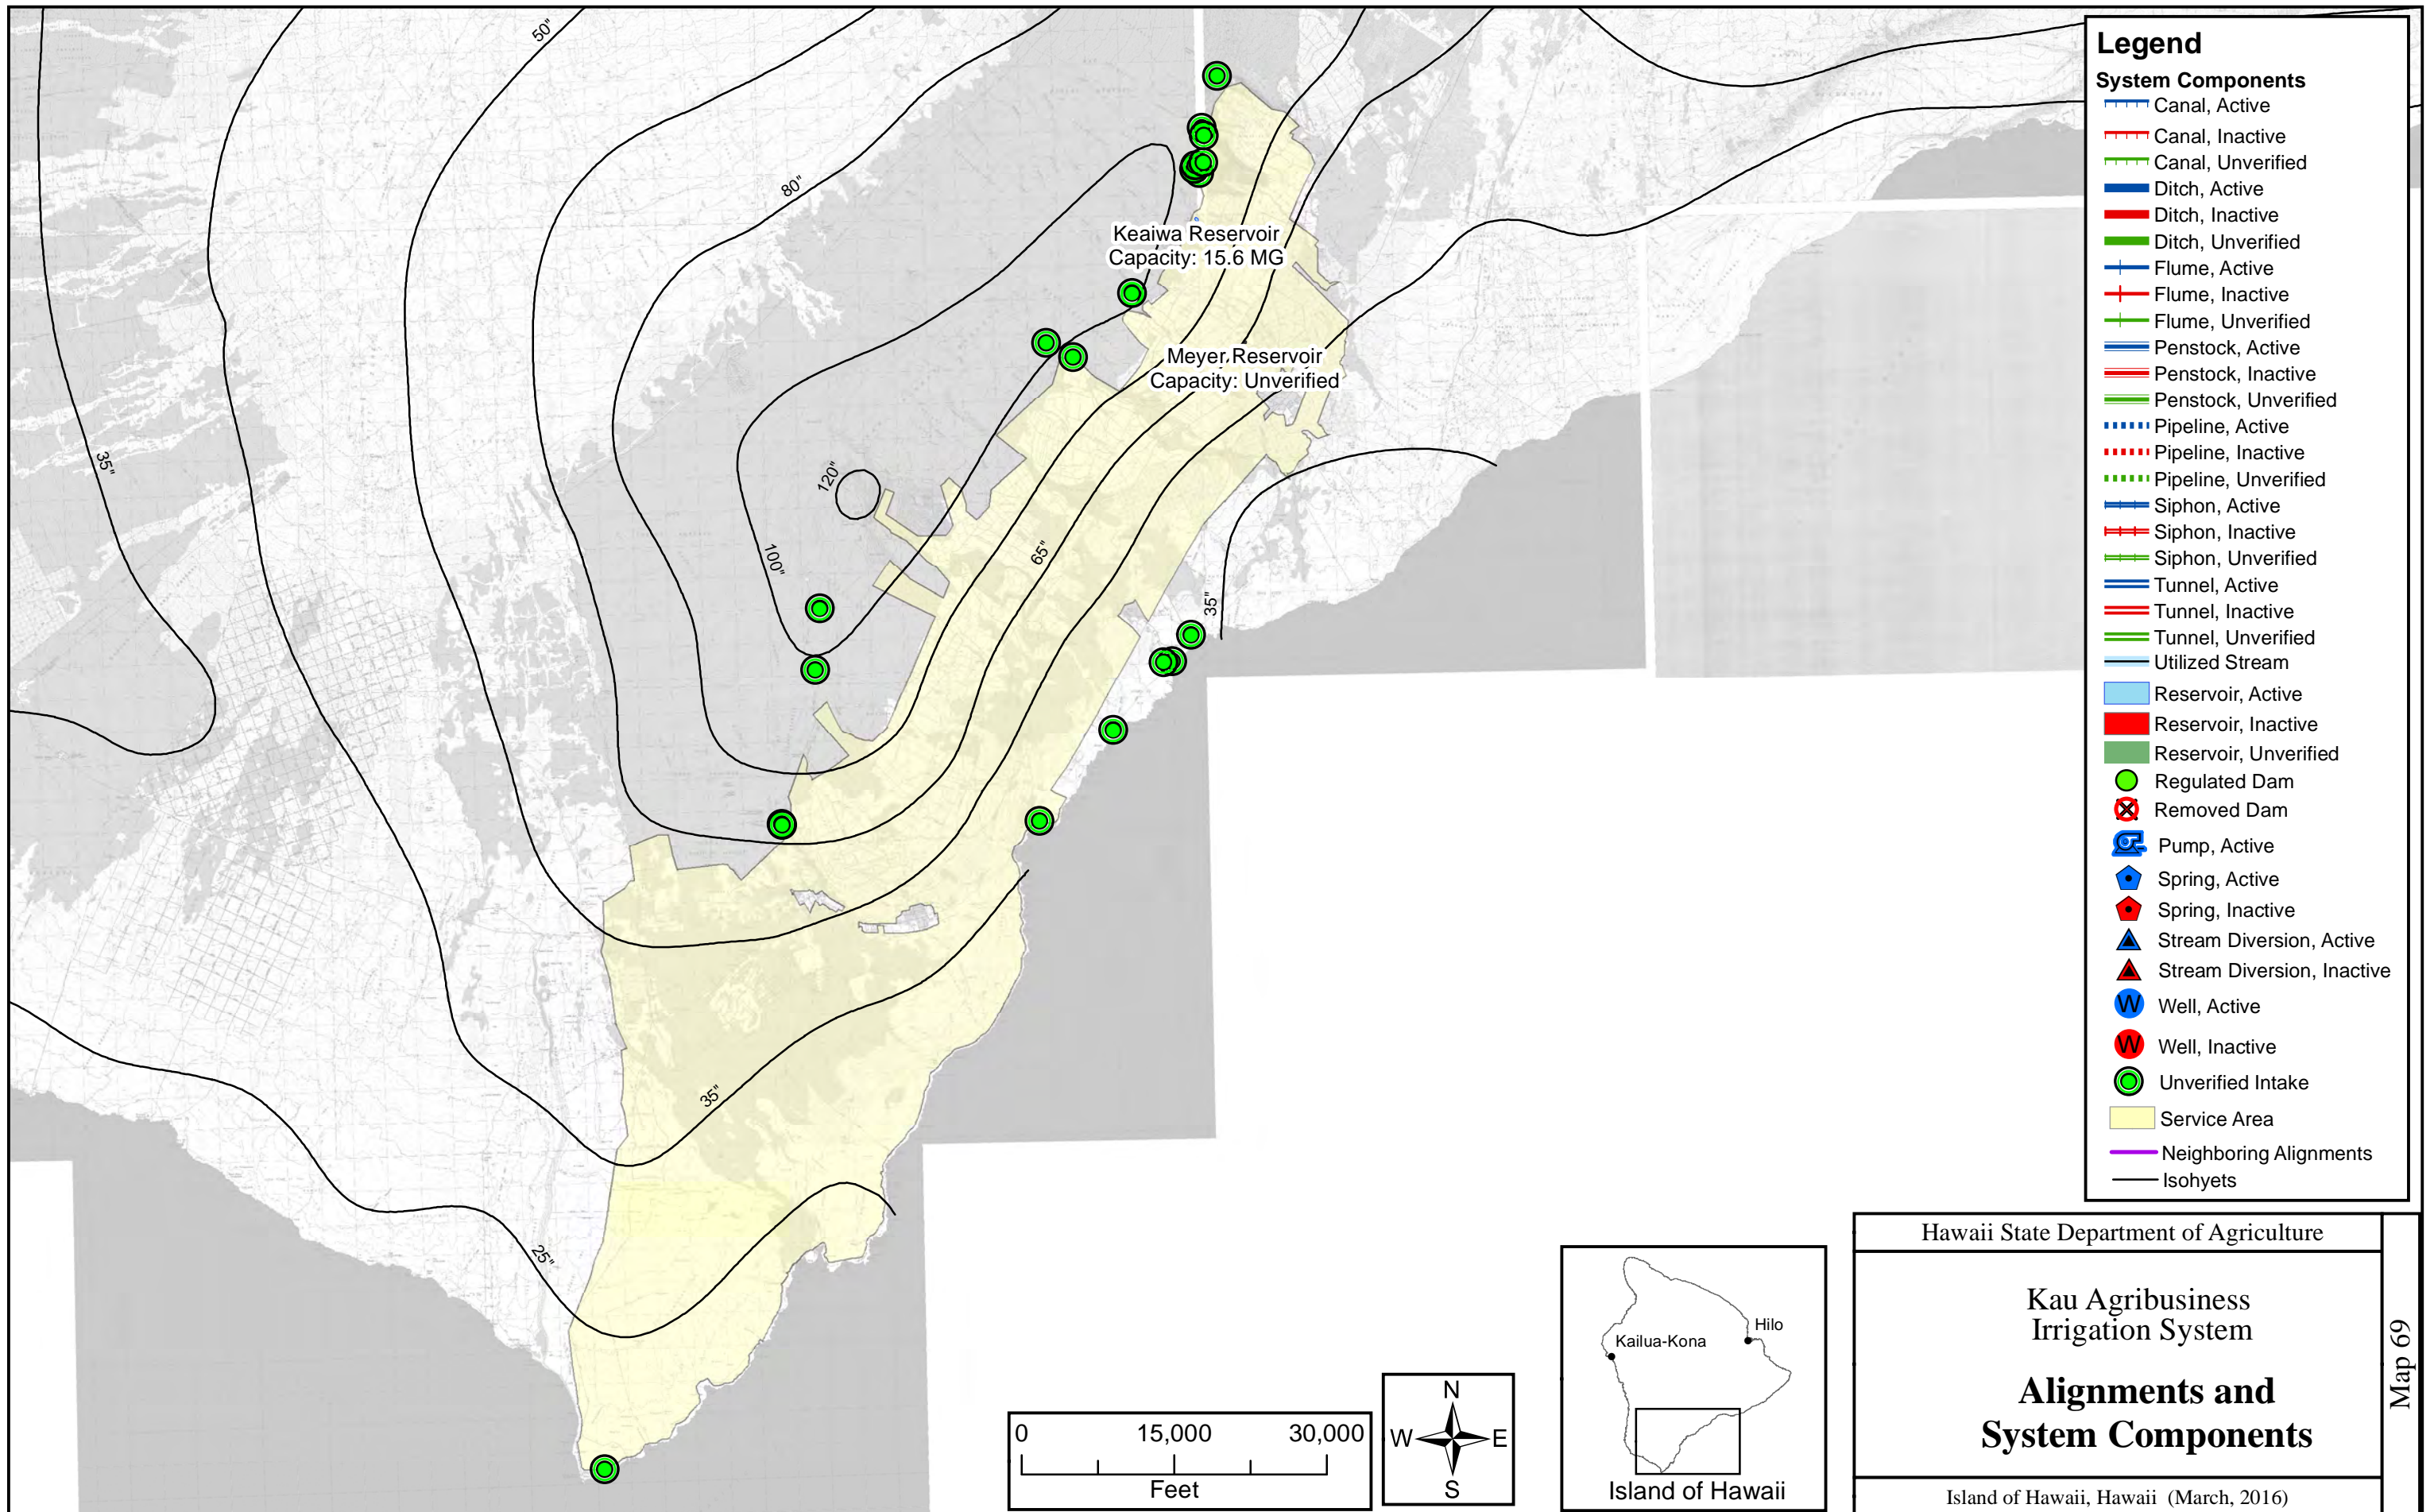 50"
80"
35"
120"
100"
65"
35"
35"
25"
Keaiwa Reservoir
Capacity: 15.6 MG
Meyer Reservoir
Capacity: Unverified
Legend
System Components
Canal, Active
Canal, Inactive
Canal, Unverified
Ditch, Active
Ditch, Inactive
Ditch, Unverified
Flume, Active
Flume, Inactive
Flume, Unverified
Penstock, Active
Penstock, Inactive
Penstock, Unverified
Pipeline, Active
Pipeline, Inactive
Pipeline, Unverified
Siphon, Active
Siphon, Inactive
Siphon, Unverified
Tunnel, Active
Tunnel, Inactive
Tunnel, Unverified
Utilized Stream
Reservoir, Active
Reservoir, Inactive
Reservoir, Unverified
Regulated Dam
Removed Dam
Pump, Active
Spring, Active
Spring, Inactive
Stream Diversion, Active
Stream Diversion, Inactive
W Well, Active
W Well, Inactive
Unverified Intake
Service Area
Neighboring Alignments
Isohyets
0 15,000 30,000
Feet
N
W E
S
Hilo
Kailua-Kona
Island of Hawaii
Hawaii State Department of Agriculture
Kau Agribusiness
Irrigation System
Alignments and
System Components
Island of Hawaii, Hawaii (March, 2016)
Map 69